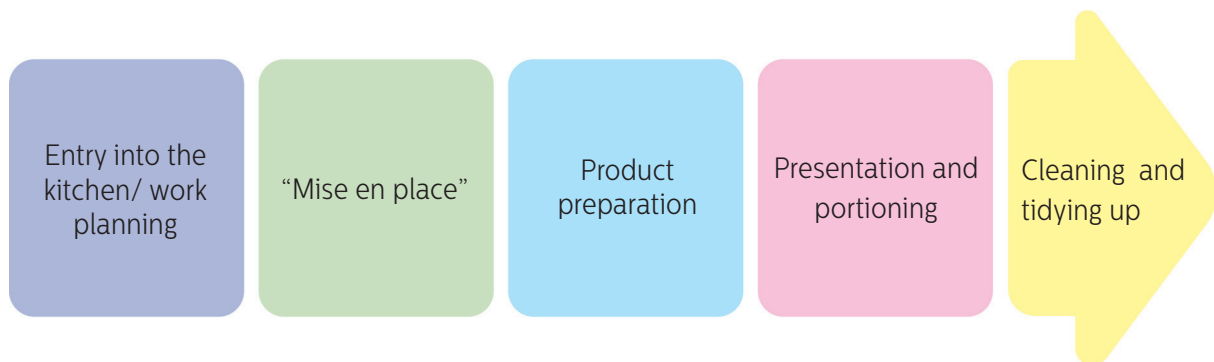 Entry into the
kitchen/ work
planning
“Mise en place”
Product
preparation
Presentation and
portioning
Cleaning and
tidying up